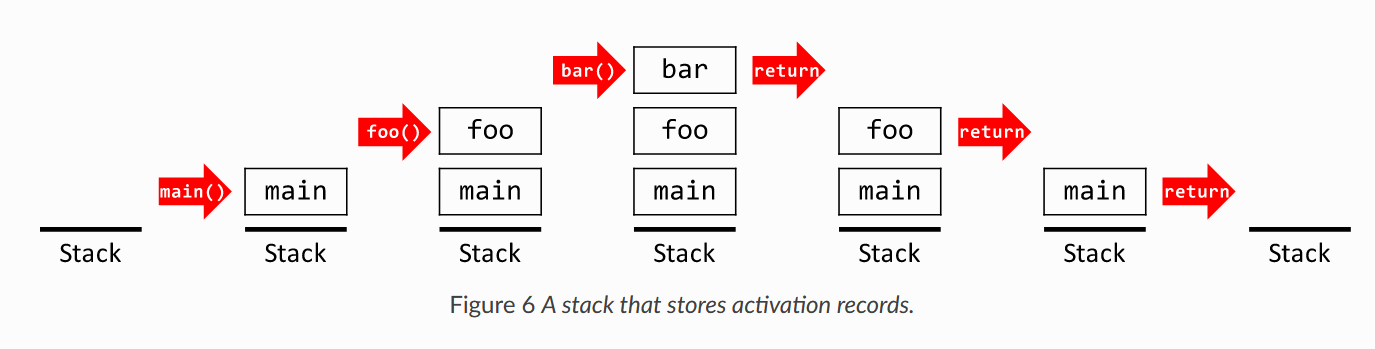 bar() bar return
foo() foo foo foo return
main() main main main main main return
Stack Stack Stack Stack Stack Stack Stack
Figure 6 A stack that stores activation records.